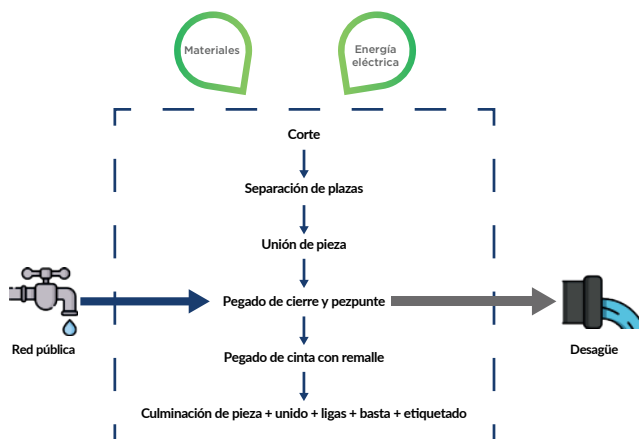 Materiales
Energía
eléctrica
Corte
Separación de plazas
Unión de pieza
Pegado de cierre y pezpunte
Red pública
Desagüe
Pegado de cinta con remalle
Culminación de pieza + unido + ligas + basta + etiquetado